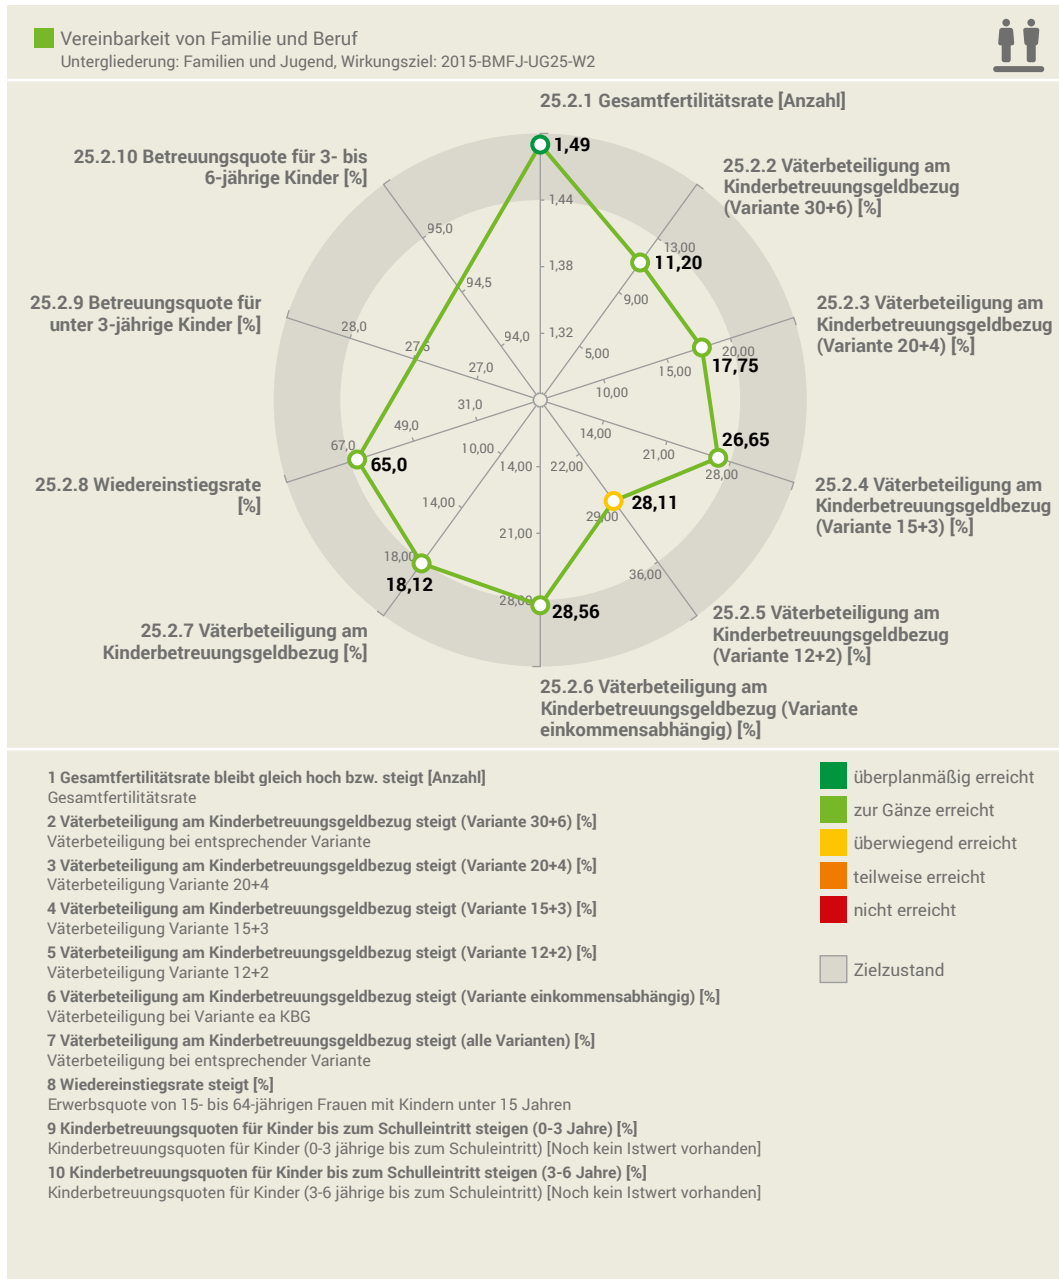 Vereinbarkeit von Familie und Beruf
Untergliederung: Familien und Jugend, Wirkungsziel: 2015-BMFJ-UG25-W2
25.2.1 Gesamtfertilitätsrate [Anzahl]
1,49
1,44
1,38
1,32
25.2.2 Väterbeteiligung am
Kinderbetreuungsgeldbezug
(Variante 30+6) [%]
13,00
11,20
9,00
5,00
25.2.3 Väterbeteiligung am
Kinderbetreuungsgeldbezug
(Variante 20+4) [%]
20,00
17,75
15,00
10,00
25.2.4 Väterbeteiligung am
Kinderbetreuungsgeldbezug
(Variante 15+3) [%]
26,65
28,00
21,00
14,00
25.2.5 Väterbeteiligung am
Kinderbetreuungsgeldbezug
(Variante 12+2) [%]
22,00
28,11
29,00
36,00
25.2.6 Väterbeteiligung am
Kinderbetreuungsgeldbezug (Variante
einkommensabhängig) [%]
14,00
21,00
28,00
28,56
25.2.7 Väterbeteiligung am
Kinderbetreuungsgeldbezug [%]
10,00
14,00
18,00
18,12
25.2.8 Wiedereinstiegsrate
[%]
31,0
49,0
67,0
65,0
25.2.9 Betreuungsquote für
unter 3-jährige Kinder [%]
28,0
27,5
27,0
25.2.10 Betreuungsquote für 3- bis
6-jährige Kinder [%]
95,0
94,5
94,0
1 Gesamtfertilitätsrate bleibt gleich hoch bzw. steigt [Anzahl]
Gesamtfertilitätsrate
2 Väterbeteiligung am Kinderbetreuungsgeldbezug steigt (Variante 30+6) [%]
Väterbeteiligung bei entsprechender Variante
3 Väterbeteiligung am Kinderbetreuungsgeldbezug steigt (Variante 20+4) [%]
Väterbeteiligung Variante 20+4
4 Väterbeteiligung am Kinderbetreuungsgeldbezug steigt (Variante 15+3) [%]
Väterbeteiligung Variante 15+3
5 Väterbeteiligung am Kinderbetreuungsgeldbezug steigt (Variante 12+2) [%]
Väterbeteiligung Variante 12+2
6 Väterbeteiligung am Kinderbetreuungsgeldbezug steigt (Variante einkommensabhängig) [%]
Väterbeteiligung bei Variante ea KBG
7 Väterbeteiligung am Kinderbetreuungsgeldbezug steigt (alle Varianten) [%]
Väterbeteiligung bei entsprechender Variante
8 Wiedereinstiegsrate steigt [%]
Erwerbsquote von 15- bis 64-jährigen Frauen mit Kindern unter 15 Jahren
9 Kinderbetreuungsquoten für Kinder bis zum Schulleintritt steigen (0-3 Jahre) [%]
Kinderbetreuungsquoten für Kinder (0-3 jährige bis zum Schuleintritt) [Noch kein Istwert vorhanden]
10 Kinderbetreuungsquoten für Kinder bis zum Schulleintritt steigen (3-6 Jahre) [%]
Kinderbetreuungsquoten für Kinder (3-6 jährige bis zum Schuleintritt) [Noch kein Istwert vorhanden]
überplanmäßig erreicht
zur Gänze erreicht
überwiegend erreicht
teilweise erreicht
nicht erreicht
Zielzustand